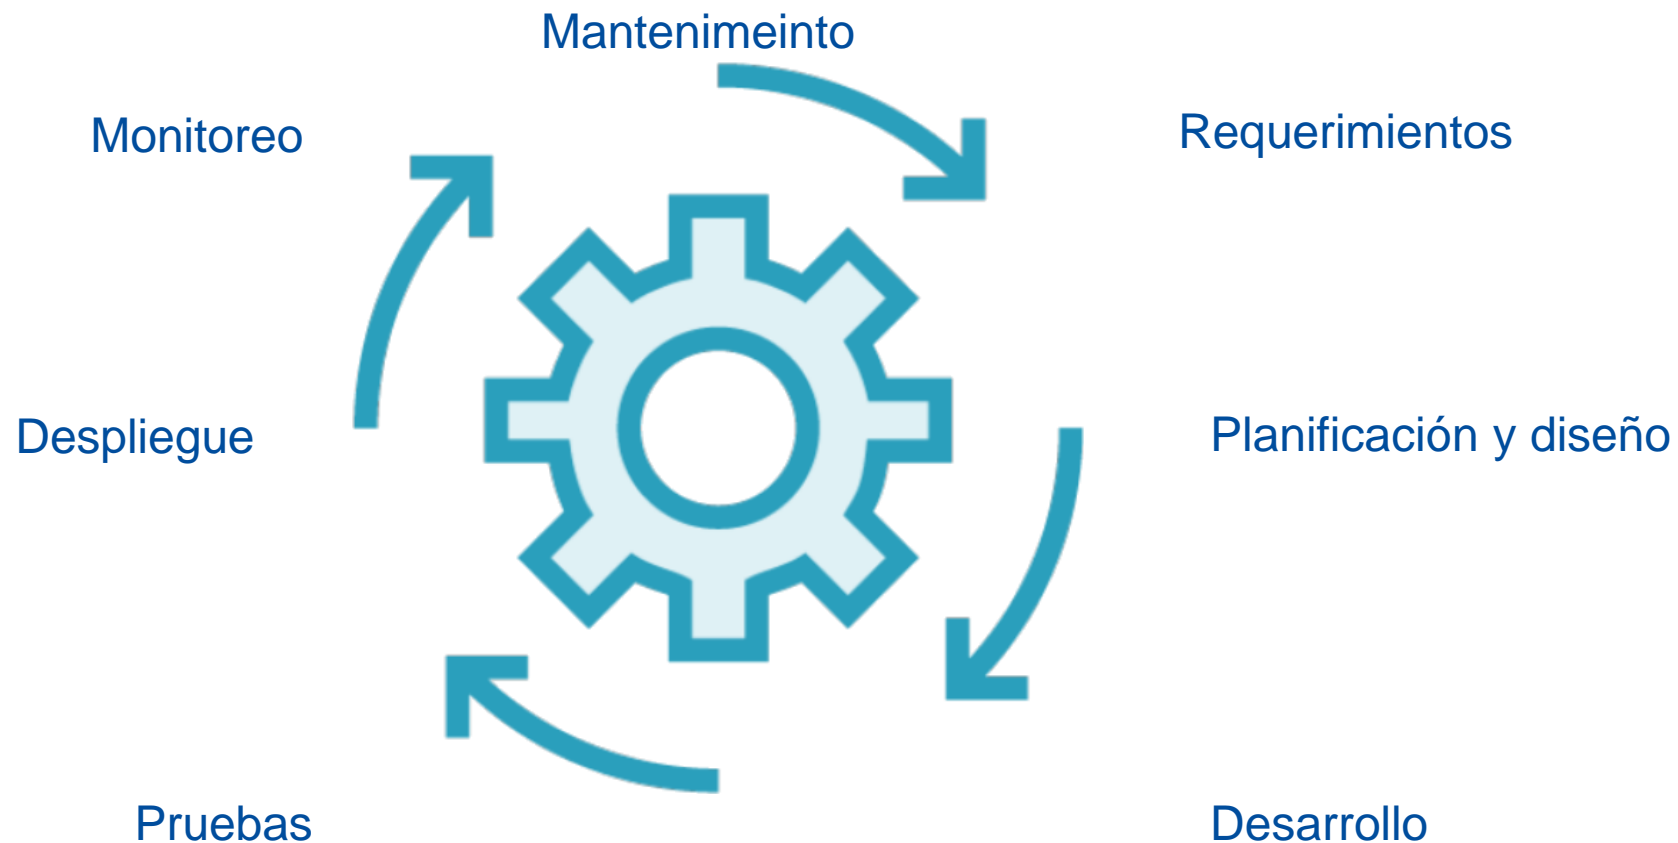 Mantenimeinto
Monitoreo
Requerimientos
Despliegue
Planificación y diseño
Pruebas
Desarrollo